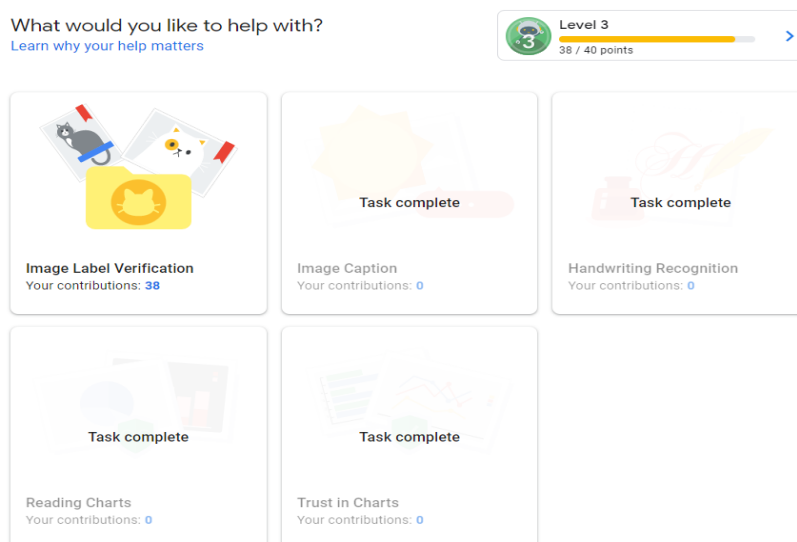 What would you like to help with?
Learn why your help matters
3
Level 3
38 / 40 points
Image Label Verification
Your contributions: 38
Task complete
Image Caption
Your contributions: 0
Task complete
Handwriting Recognition
Your contributions: 0
Task complete
Reading Charts
Your contributions: 0
Task complete
Trust in Charts
Your contributions: 0